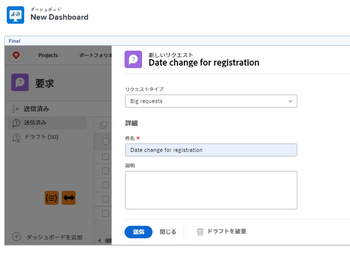 ダッシュボード
New Dashboard
Final
Projects
ポートフォリオ
要求
送信済み
送信済み
ドラフト (50)
ダッシュボードを追加
新しいリクエスト
Date change for registration
リクエストタイプ
Big requests
詳細
件名 *
Date change for registration
説明
送信
閉じる
ドラフトを破棄